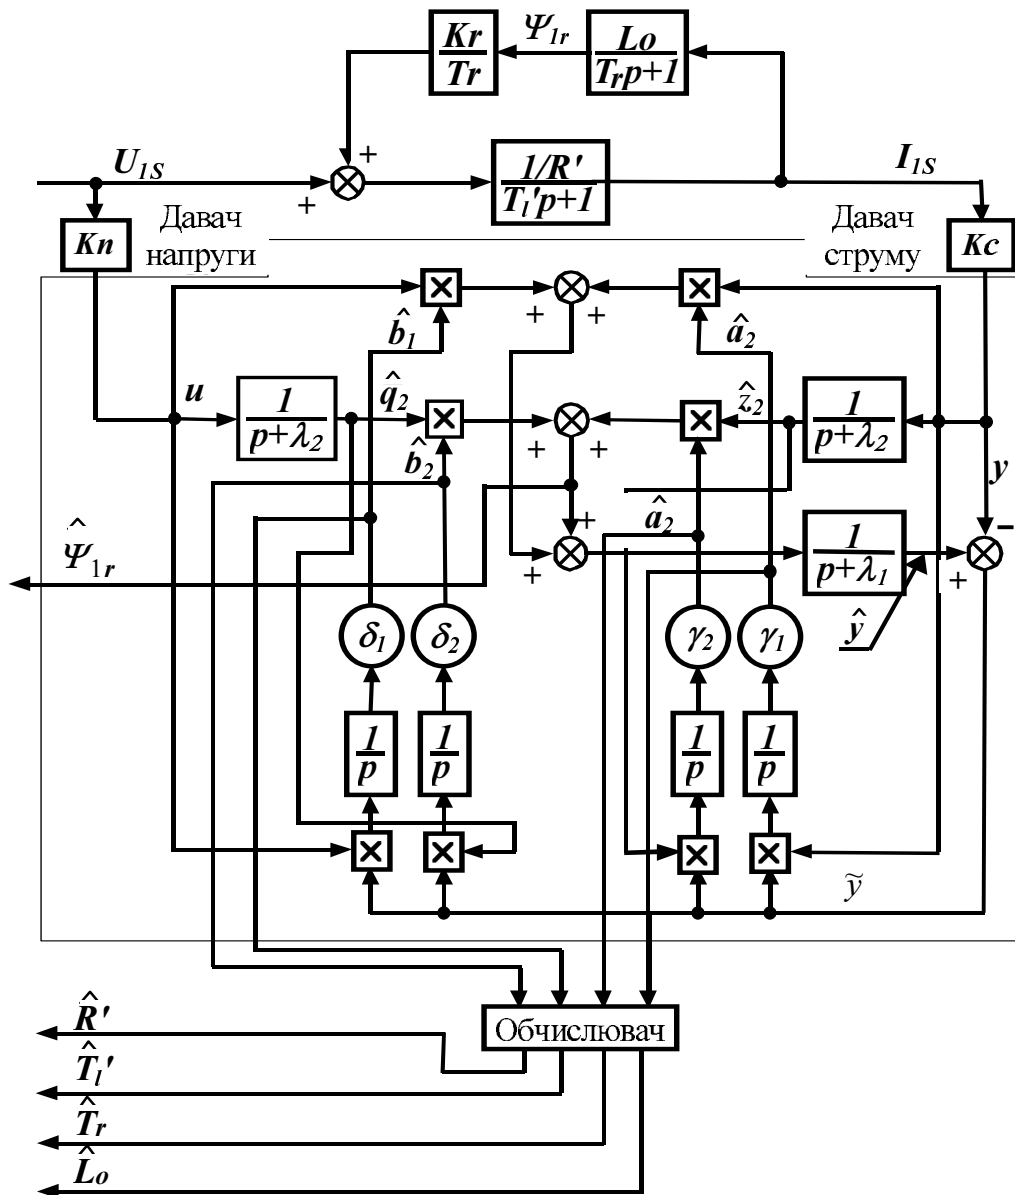 Kr
Tr
Ψ1r
Lo
Trp+1
U1S
+
+
1/R'
Tl'p+1
I1S
Kn
Давач
напруги
Давач
струму
Kc
×
+
+
×
b̂1
â2
u
1
p+λ2
q̂2
×
+
+
×
ẑ2
1
p+λ2
b̂2
y
Ψ̂1r
+
+
â2
1
p+λ1
+
−
ŷ
δ1
δ2
γ2
γ1
1
p
1
p
1
p
1
p
×
×
×
×
ỹ
R̂'
Обчислювач
T̂l'
T̂r
L̂o